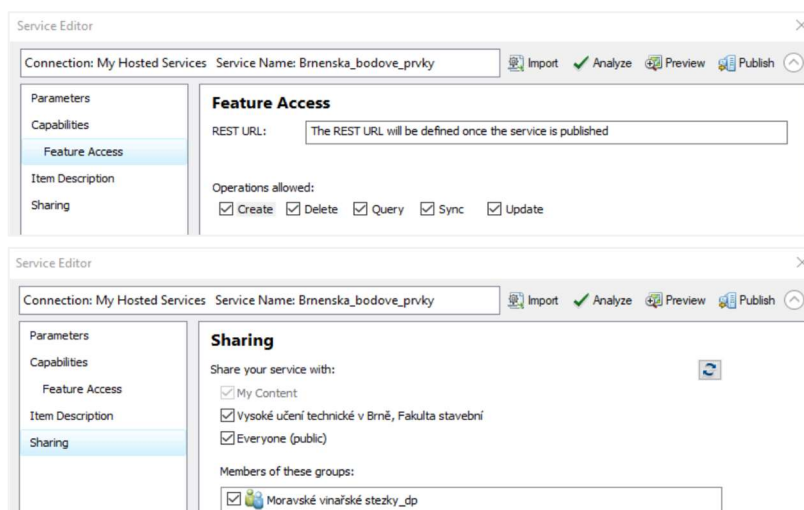 Service Editor
Connection: My Hosted Services Service Name: Brnenska_bodove_prvky Import Analyze Preview Publish
Parameters
Capabilities
Feature Access
Item Description
Sharing
Feature Access
REST URL: The REST URL will be defined once the service is published
Operations allowed:
Create Delete Query Sync Update
Service Editor
Connection: My Hosted Services Service Name: Brnenska_bodove_prvky Import Analyze Preview Publish
Parameters
Capabilities
Feature Access
Item Description
Sharing
Sharing
Share your service with:
My Content
Vysoké učení technické v Brně, Fakulta stavební
Everyone (public)
Members of these groups:
Moravské vinařské stezky_dp